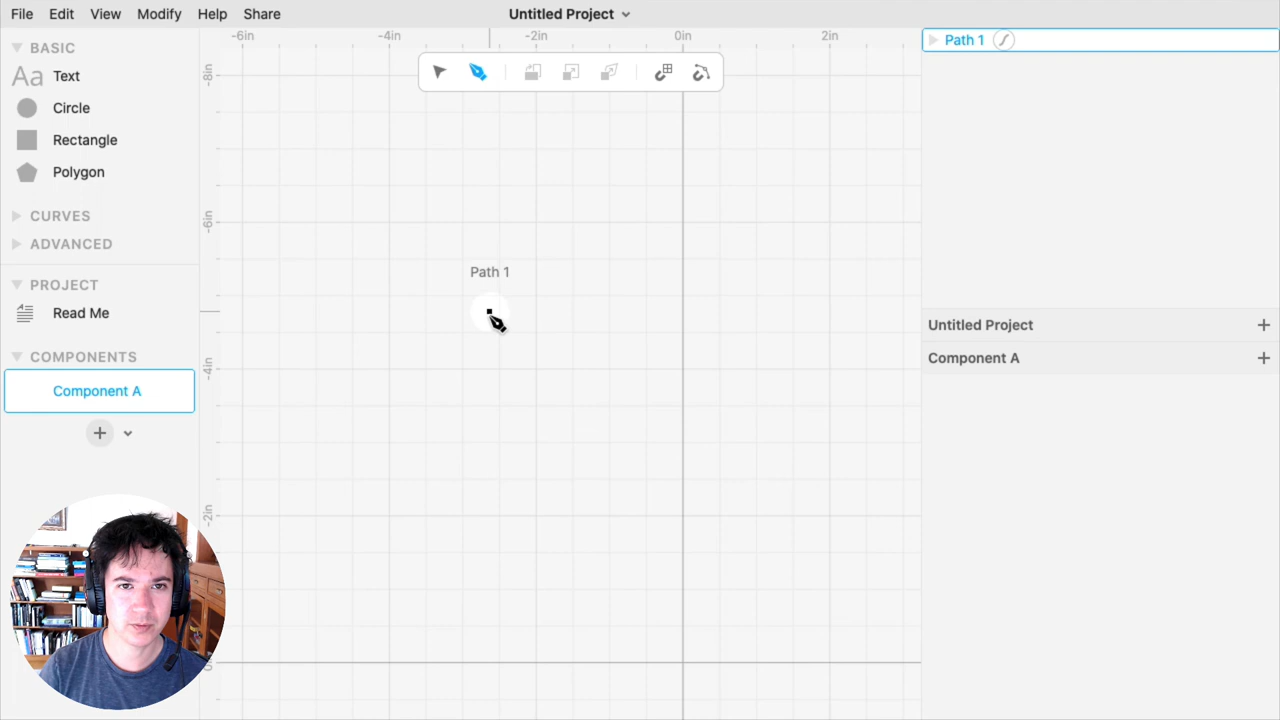 File Edit View Modify Help Share
Untitled Project
-6in -4in -2in 0in 2in
Path 1
BASIC
Aa Text
Circle
Rectangle
Polygon
CURVES
ADVANCED
PROJECT
Read Me
COMPONENTS
Component A
+
-8in
-6in
-4in
-2in
Path 1
Untitled Project +
Component A +